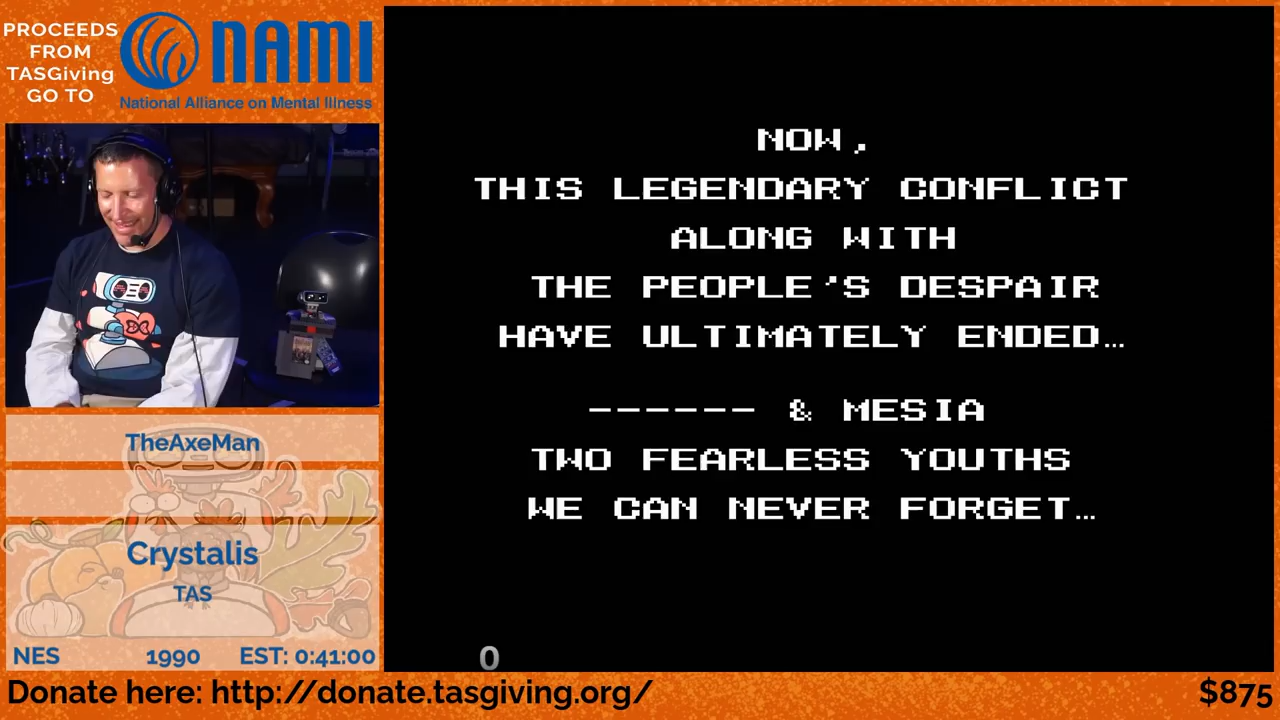 PROCEEDS
FROM
TASGiving
GO TO
NAMI
National Alliance on Mental Illness
NOW,
THIS LEGENDARY CONFLICT
ALONG WITH
THE PEOPLE'S DESPAIR
HAVE ULTIMATELY ENDED…
------ & MESIA
TWO FEARLESS YOUTHS
WE CAN NEVER FORGET…
0
TheAxeMan
Crystalis
TAS
NES 1990 EST: 0:41:00
Donate here: http://donate.tasgiving.org/ $875